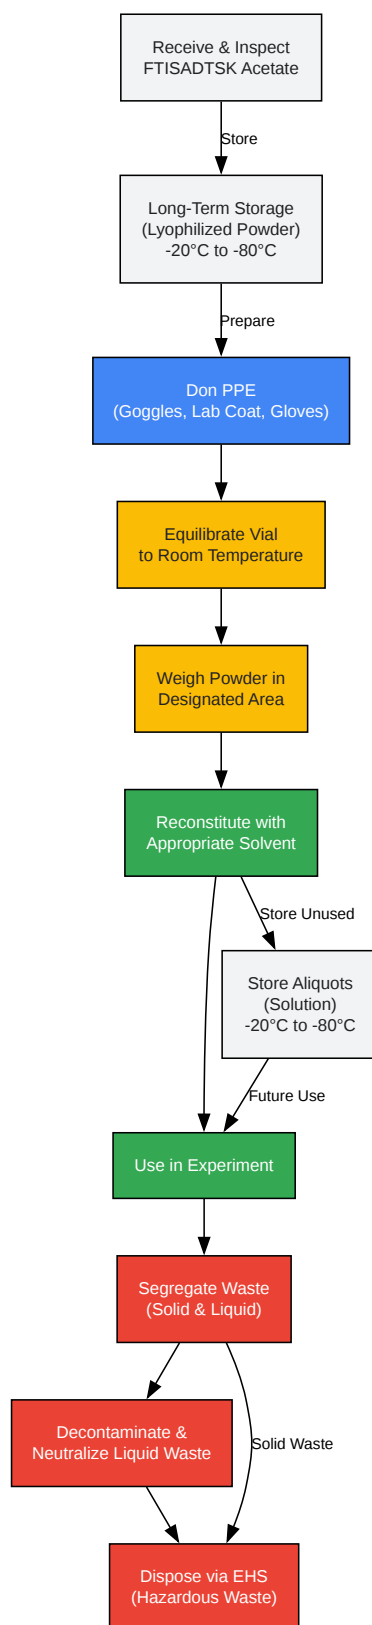 Receive & Inspect
FTISADTSK Acetate
Store
Long-Term Storage
(Lyophilized Powder)
-20°C to -80°C
Prepare
Don PPE
(Goggles, Lab Coat, Gloves)
Equilibrate Vial
to Room Temperature
Weigh Powder in
Designated Area
Reconstitute with
Appropriate Solvent
Store Unused
Store Aliquots
(Solution)
-20°C to -80°C
Future Use
Use in Experiment
Segregate Waste
(Solid & Liquid)
Decontaminate &
Neutralize Liquid Waste
Solid Waste
Dispose via EHS
(Hazardous Waste)